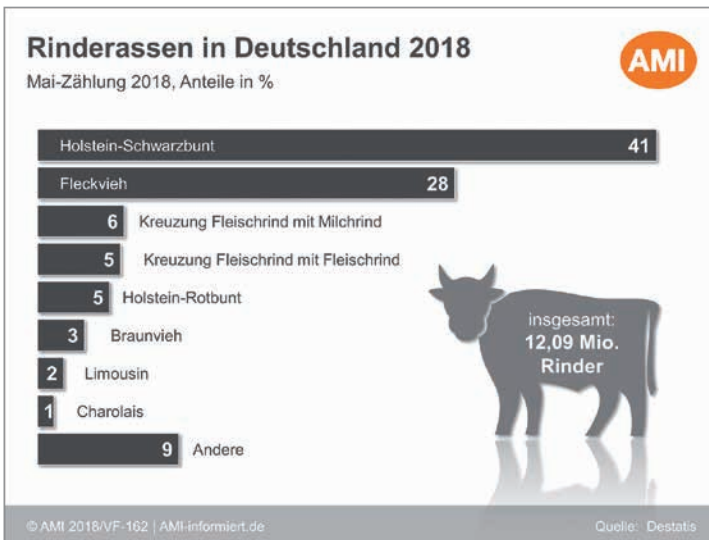 Rinderassen in Deutschland 2018
AMI
Mai-Zählung 2018, Anteile in %
Holstein-Schwarzbunt 41
Fleckvieh 28
6 Kreuzung Fleischrind mit Milchrind
5 Kreuzung Fleischrind mit Fleischrind
5 Holstein-Rotbunt
3 Braunvieh
2 Limousin
1 Charolais
9 Andere
insgesamt:
12,09 Mio.
Rinder
© AMI 2018/VF-162 | AMI-informiert.de
Quelle: Destatis